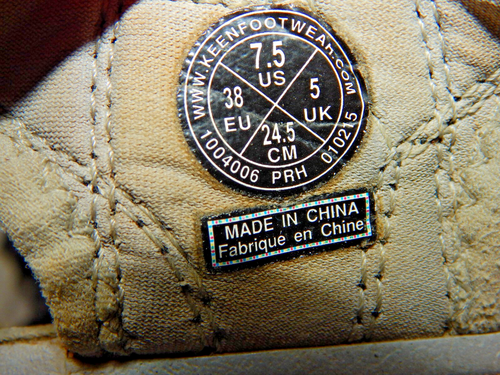 WWW.KEENFOOTWEAR.COM
7.5
US
38
EU
5
UK
24.5
CM
1004006 PRH 010215
MADE IN CHINA
Fabriqué en Chine